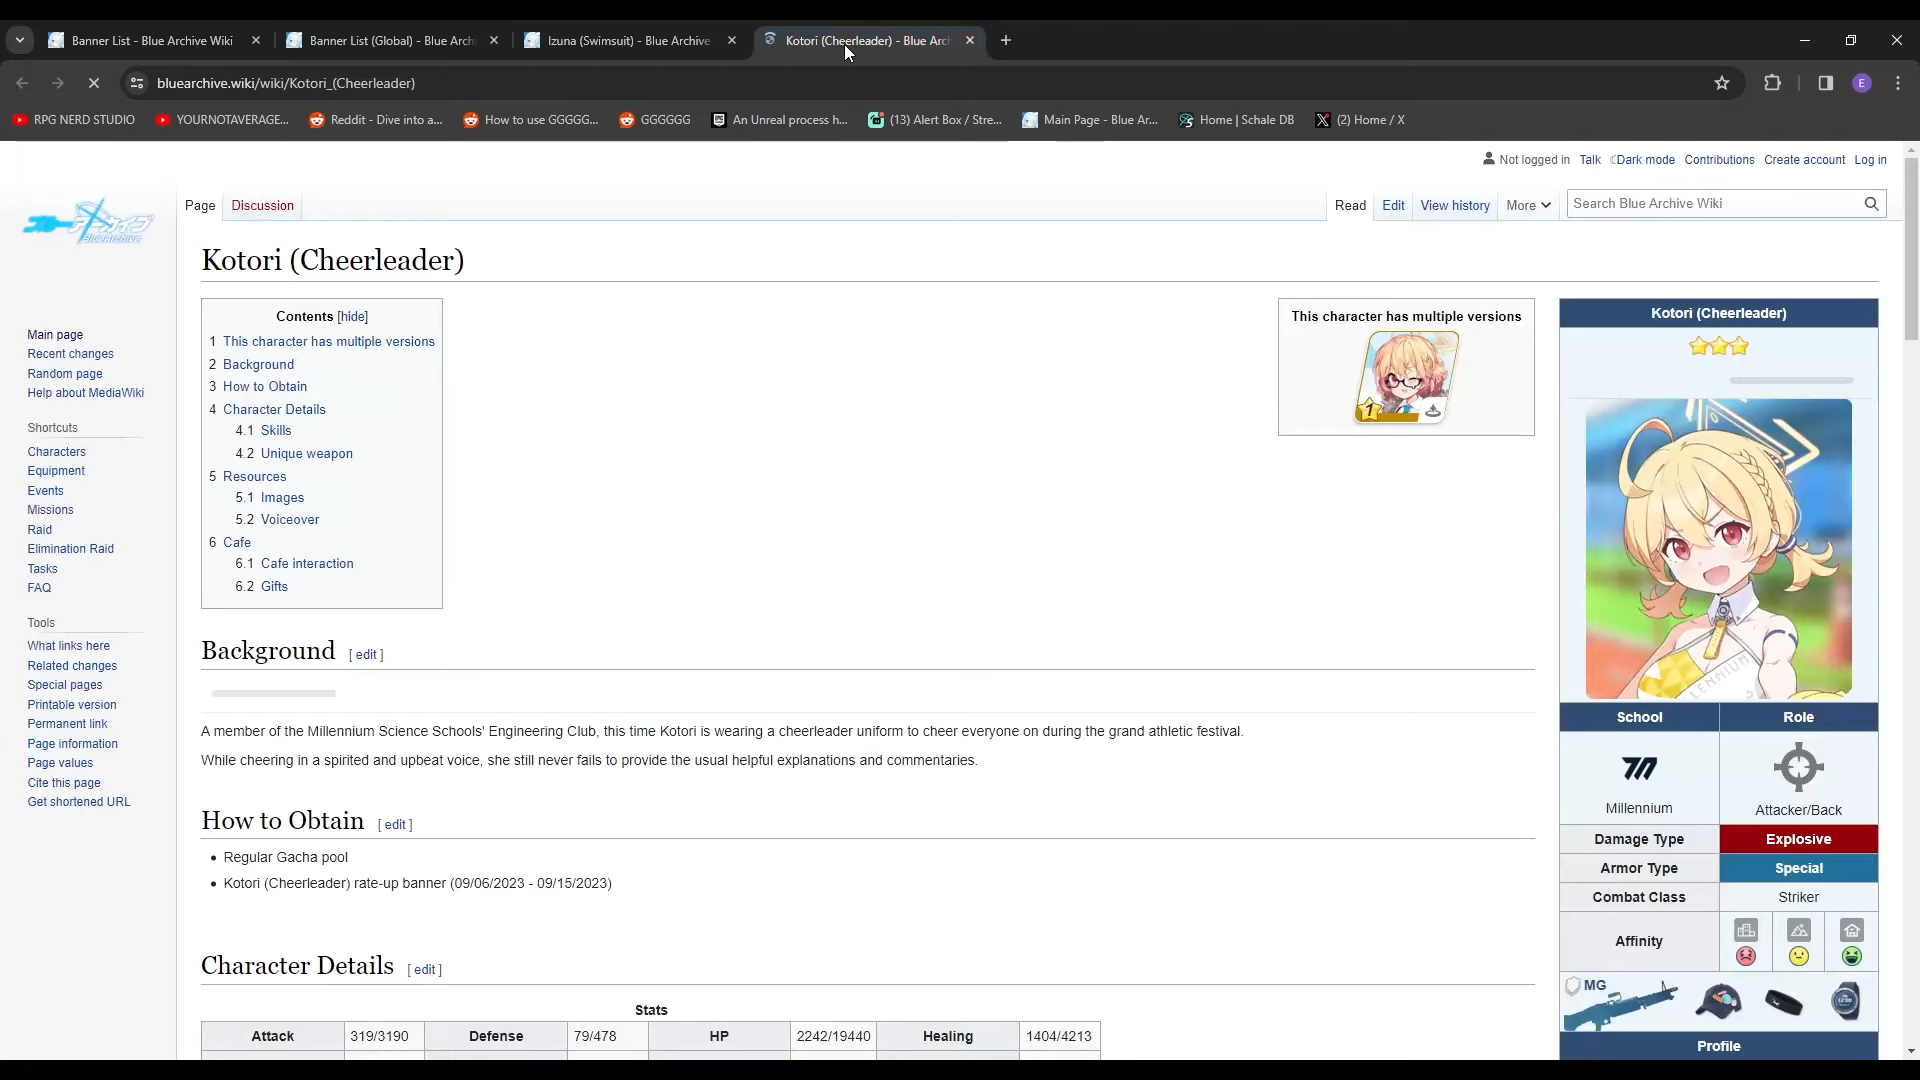 Banner List - Blue Archive Wiki
Banner List (Global) - Blue Arch
Izuna (Swimsuit) - Blue Archive
Kotori (Cheerleader) - Blue Arc
bluearchive.wiki/wiki/Kotori_(Cheerleader)
E
RPG NERD STUDIO
YOURNOTAVERAGE...
Reddit - Dive into a...
How to use GGGGG...
GGGGGG
An Unreal process h...
(13) Alert Box / Stre...
Main Page - Blue Ar...
Home | Schale DB
(2) Home / X
Not logged in
Talk
Dark mode
Contributions
Create account
Log in
ブルーアーカイブ
BlueArchive
Page
Discussion
Read
Edit
View history
More
Search Blue Archive Wiki
Main page
Recent changes
Random page
Help about MediaWiki
Shortcuts
Characters
Equipment
Events
Missions
Raid
Elimination Raid
Tasks
FAQ
Tools
What links here
Related changes
Special pages
Printable version
Permanent link
Page information
Page values
Cite this page
Get shortened URL
Kotori (Cheerleader)
Contents [hide]
1 This character has multiple versions
2 Background
3 How to Obtain
4 Character Details
4.1 Skills
4.2 Unique weapon
5 Resources
5.1 Images
5.2 Voiceover
6 Cafe
6.1 Cafe interaction
6.2 Gifts
This character has multiple versions
1
Background [ edit ]
A member of the Millennium Science Schools' Engineering Club, this time Kotori is wearing a cheerleader uniform to cheer everyone on during the grand athletic festival.
While cheering in a spirited and upbeat voice, she still never fails to provide the usual helpful explanations and commentaries.
How to Obtain [ edit ]
Regular Gacha pool
Kotori (Cheerleader) rate-up banner (09/06/2023 - 09/15/2023)
Character Details [ edit ]
Stats
Attack 319/3190 Defense 79/478 HP 2242/19440 Healing 1404/4213
Kotori (Cheerleader)
MILLENNIUM
School Role
Millennium Attacker/Back
Damage Type Explosive
Armor Type Special
Combat Class Striker
Affinity
MG
Profile